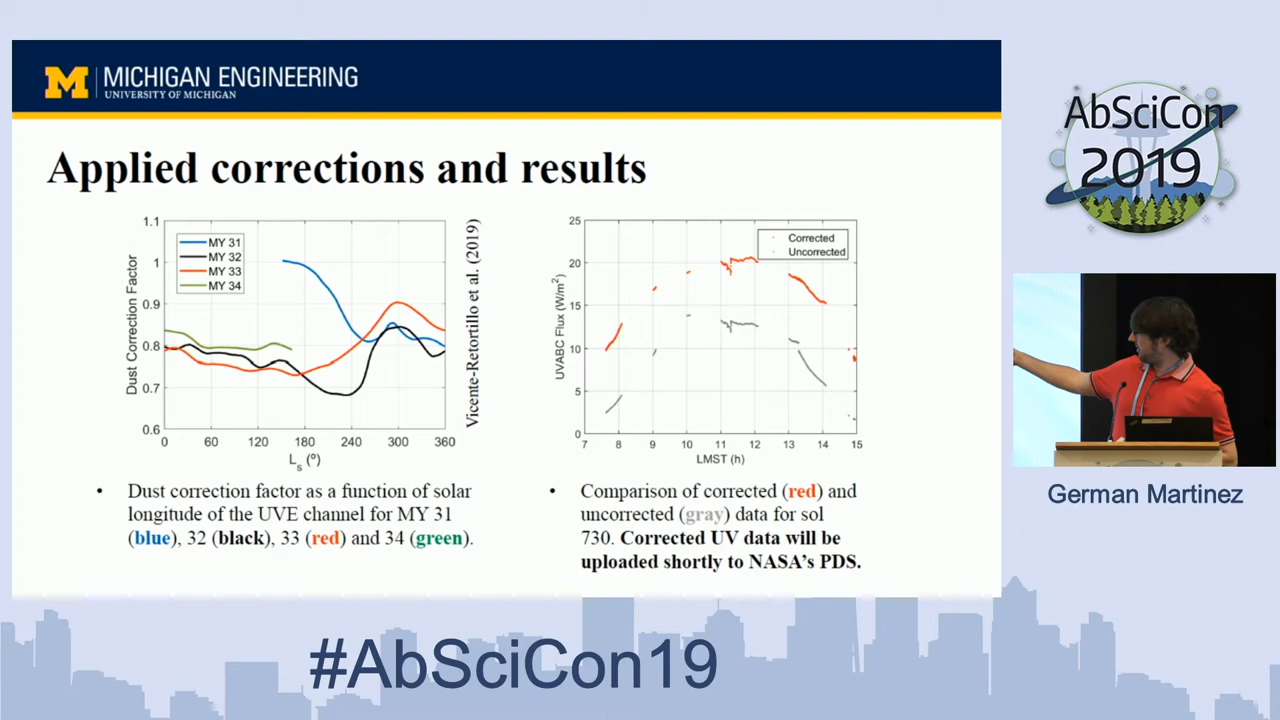 MICHIGAN ENGINEERING
UNIVERSITY OF MICHIGAN
Applied corrections and results
1.1
1
0.9
0.8
0.7
0.6
Dust Correction Factor
MY 31
MY 32
MY 33
MY 34
0
60
120
180
240
300
360
Ls (º)
Vicente-Retortillo et al. (2019)
25
20
15
10
5
0
UVABC Flux (W/m2)
Corrected
Uncorrected
7
8
9
10
11
12
13
14
15
LMST (h)
• Dust correction factor as a function of solar
longitude of the UVE channel for MY 31
(blue), 32 (black), 33 (red) and 34 (green).
• Comparison of corrected (red) and
uncorrected (gray) data for sol
730. Corrected UV data will be
uploaded shortly to NASA's PDS.
AbSciCon
2019
German Martinez
#AbSciCon19